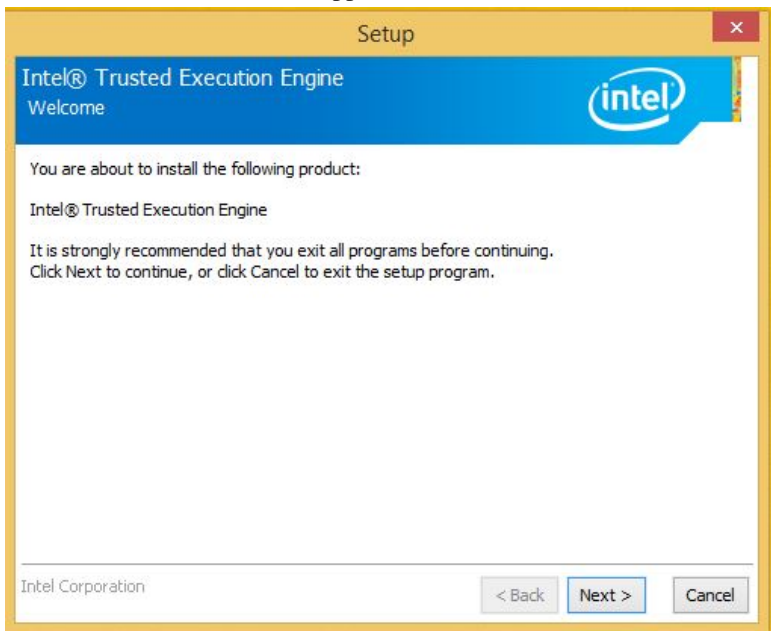 Setup
Intel® Trusted Execution Engine
Welcome
intel
You are about to install the following product:
Intel® Trusted Execution Engine
It is strongly recommended that you exit all programs before continuing.
Click Next to continue, or click Cancel to exit the setup program.
Intel Corporation
< Back Next > Cancel